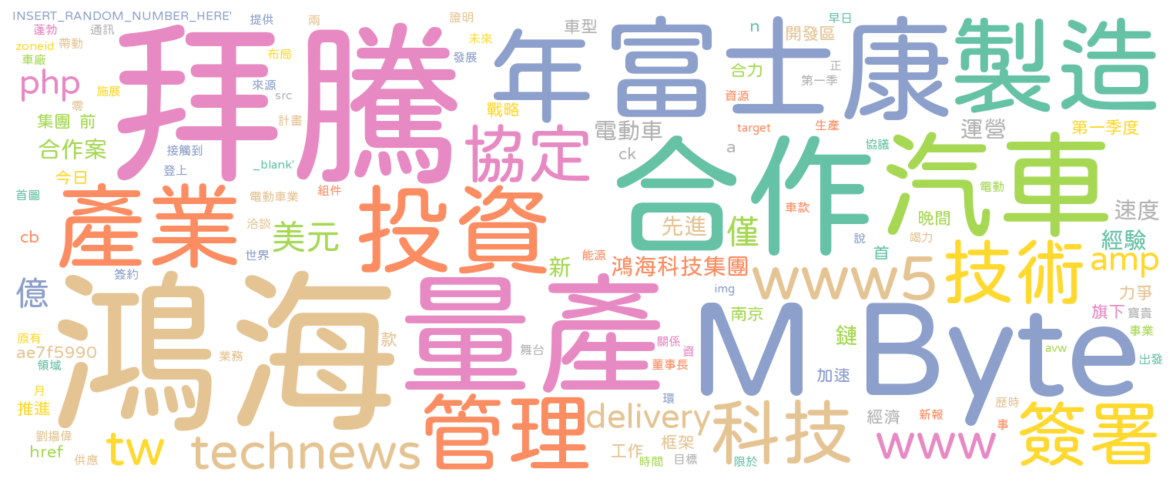 INSERT_RANDOM_NUMBER_HERE'
提供
兩
證明
車型
n
早日
蓬勃
通訊
拜騰
年
富士康
製造
開發區
zoneid
帶動
布局
未來
發展
正
車廠
php
施展
來源
src
戰略
合力
第一季
零
計畫
資源
集團
前
協定
電動車
target
生產
運營
第一季度
合作案
接觸到
_blank'
ck
a
合作
協議
汽車
今日
登上
首圖
產業
電動車業
組件
投資
電動
車款
先進
僅
晚間
速度
cb
洽談
美元
說
竭力
首
經驗
世界
新
能源
鴻海科技集團
www5
技術
amp
億
簽約
鴻海
量產
img
M Byte
力爭
南京
旗下
寶貴
原有
ae7f5990
業務
款
舞台
關係
資
鏈
事業
avw
出發
領域
董事長
加速
月
推進
管理
環
delivery
科技
經濟
新報
歷時
事
簽署
劉揚偉
href
供應
tw
technews
工作
框架
時間
目標
限於
www